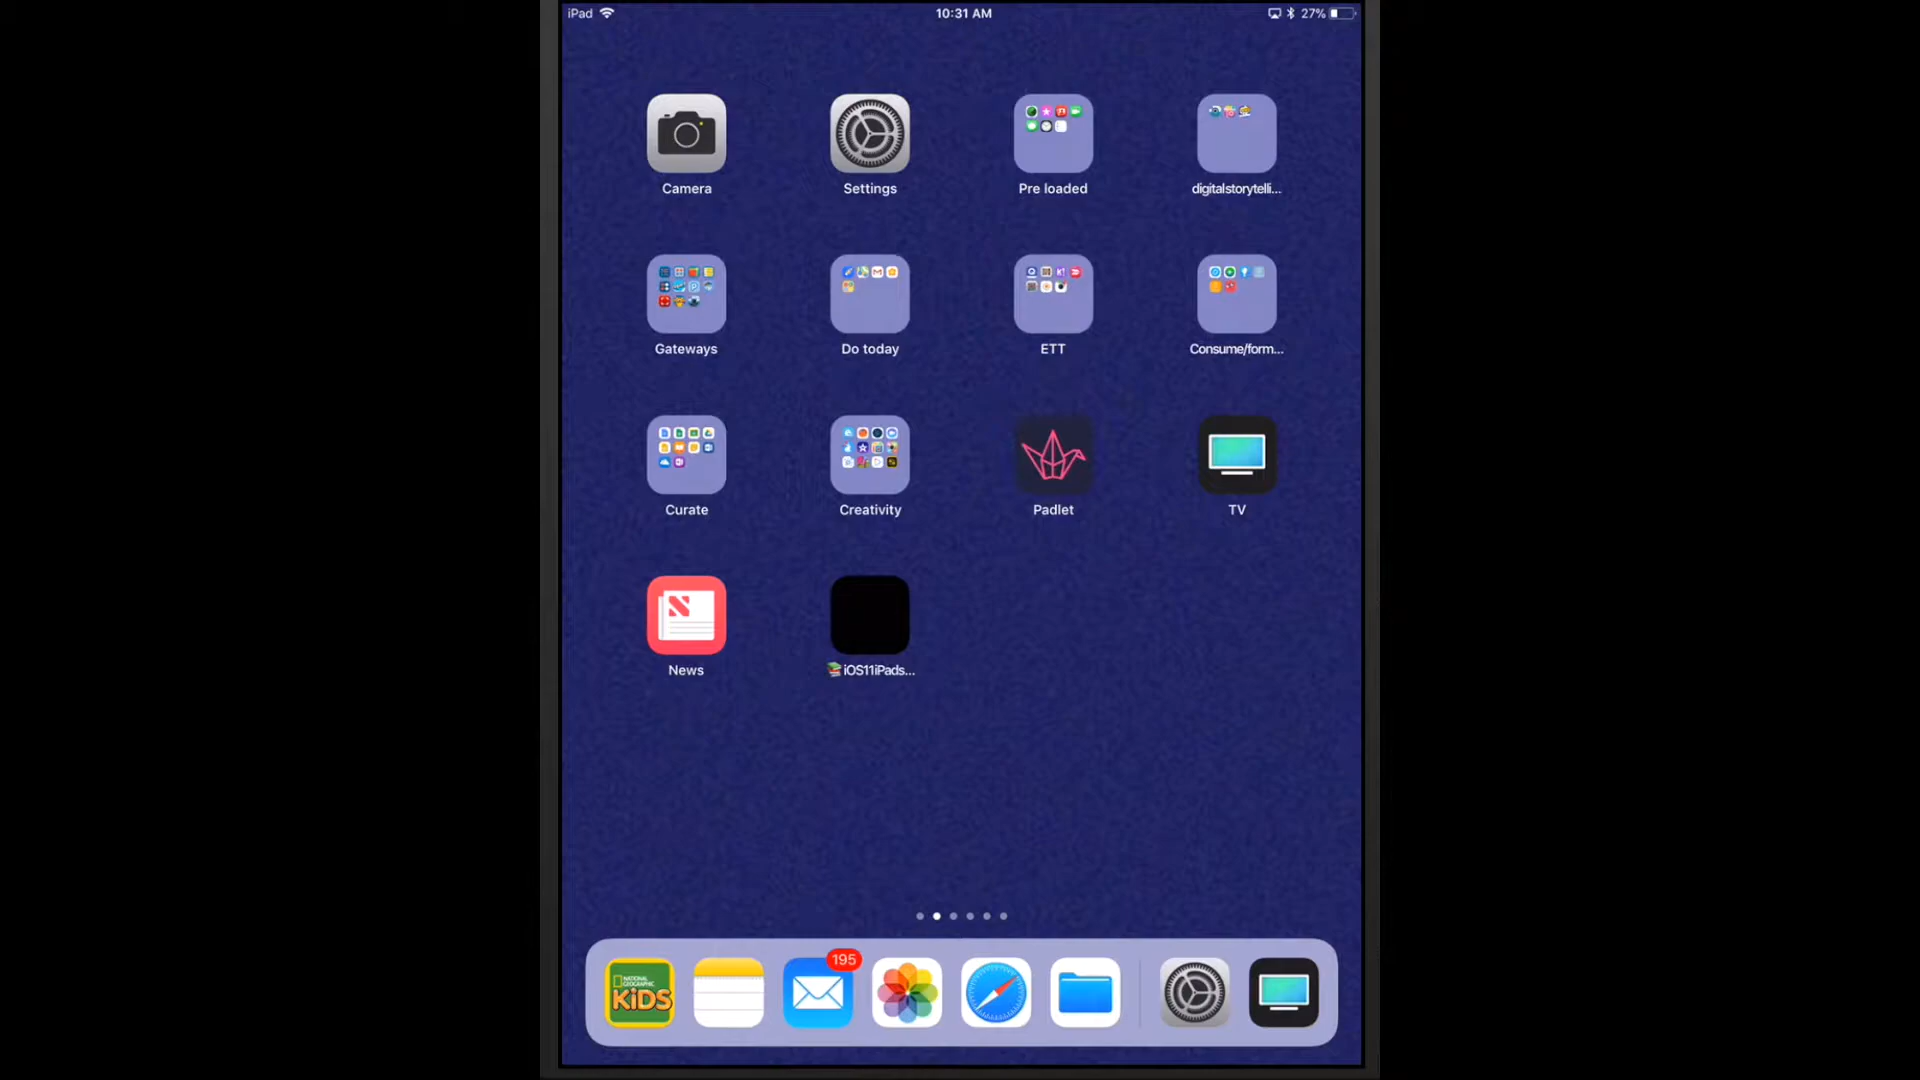 iPad
10:31 AM
27%
Camera
Settings
Pre loaded
digitalstorytelli...
Gateways
Do today
ETT
Consume/form...
Curate
Creativity
Padlet
TV
News
iOS11iPads...
195
NATIONAL
GEOGRAPHIC
KiDS